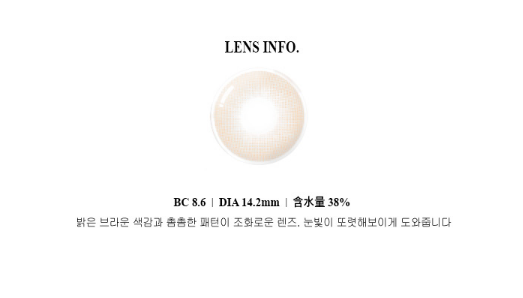 LENS INFO.
BC 8.6 | DIA 14.2mm | 含水量 38%
밝은 브라운 색감과 촘촘한 패턴이 조화로운 렌즈, 눈빛이 또렷해보이게 도와줍니다